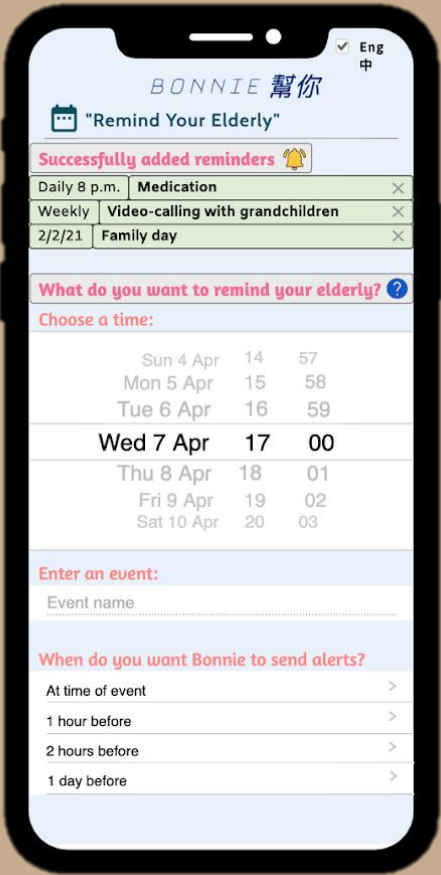 Eng
中
BONNIE 幫你
"Remind Your Elderly"
Successfully added reminders
Daily 8 p.m. Medication
Weekly Video-calling with grandchildren
2/2/21 Family day
What do you want to remind your elderly? ?
Choose a time:
Sun 4 Apr 14 57
Mon 5 Apr 15 58
Tue 6 Apr 16 59
Wed 7 Apr 17 00
Thu 8 Apr 18 01
Fri 9 Apr 19 02
Sat 10 Apr 20 03
Enter an event:
Event name
When do you want Bonnie to send alerts?
At time of event
1 hour before
2 hours before
1 day before